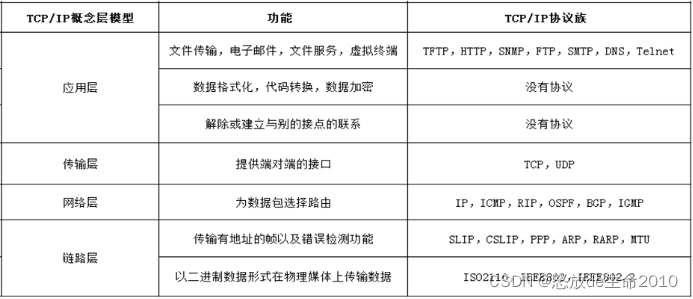 TCP/IP概念层模型 功能 TCP/IP协议族
文件传输，电子邮件，文件服务，虚拟终端 TFTP，HTTP，SNMP，FTP，SMTP，DNS，Telnet
应用层 数据格式化，代码转换，数据加密 没有协议
解除或建立与别的接点的联系 没有协议
传输层 提供端对端的接口 TCP，UDP
网络层 为数据包选择路由 IP，ICMP，RIP，OSPF，BGP，IGMP
链路层 传输有地址的帧以及错误检测功能 SLIP，CSLIP，PPP，ARP，RARP，MTU
以二进制数据形式在物理媒体上传输数据 ISO2110，IEEE802，IEEE802.2
CSDN @忽放de生命2010